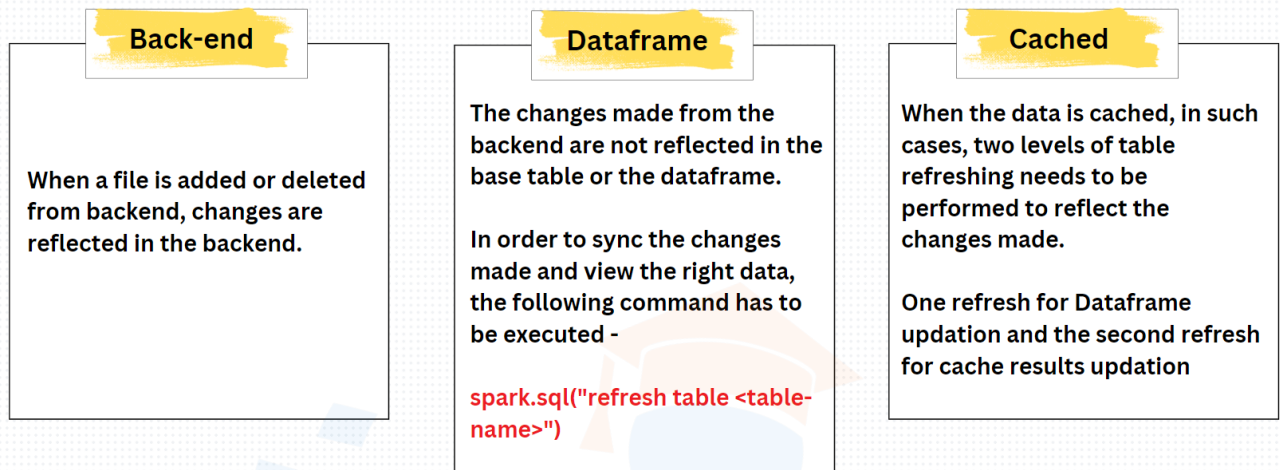 Back-end
When a file is added or deleted
from backend, changes are
reflected in the backend.
Dataframe
The changes made from the
backend are not reflected in the
base table or the dataframe.
In order to sync the changes
made and view the right data,
the following command has to
be executed -
spark.sql("refresh table <table-
name>")
Cached
When the data is cached, in such
cases, two levels of table
refreshing needs to be
performed to reflect the
changes made.
One refresh for Dataframe
updation and the second refresh
for cache results updation